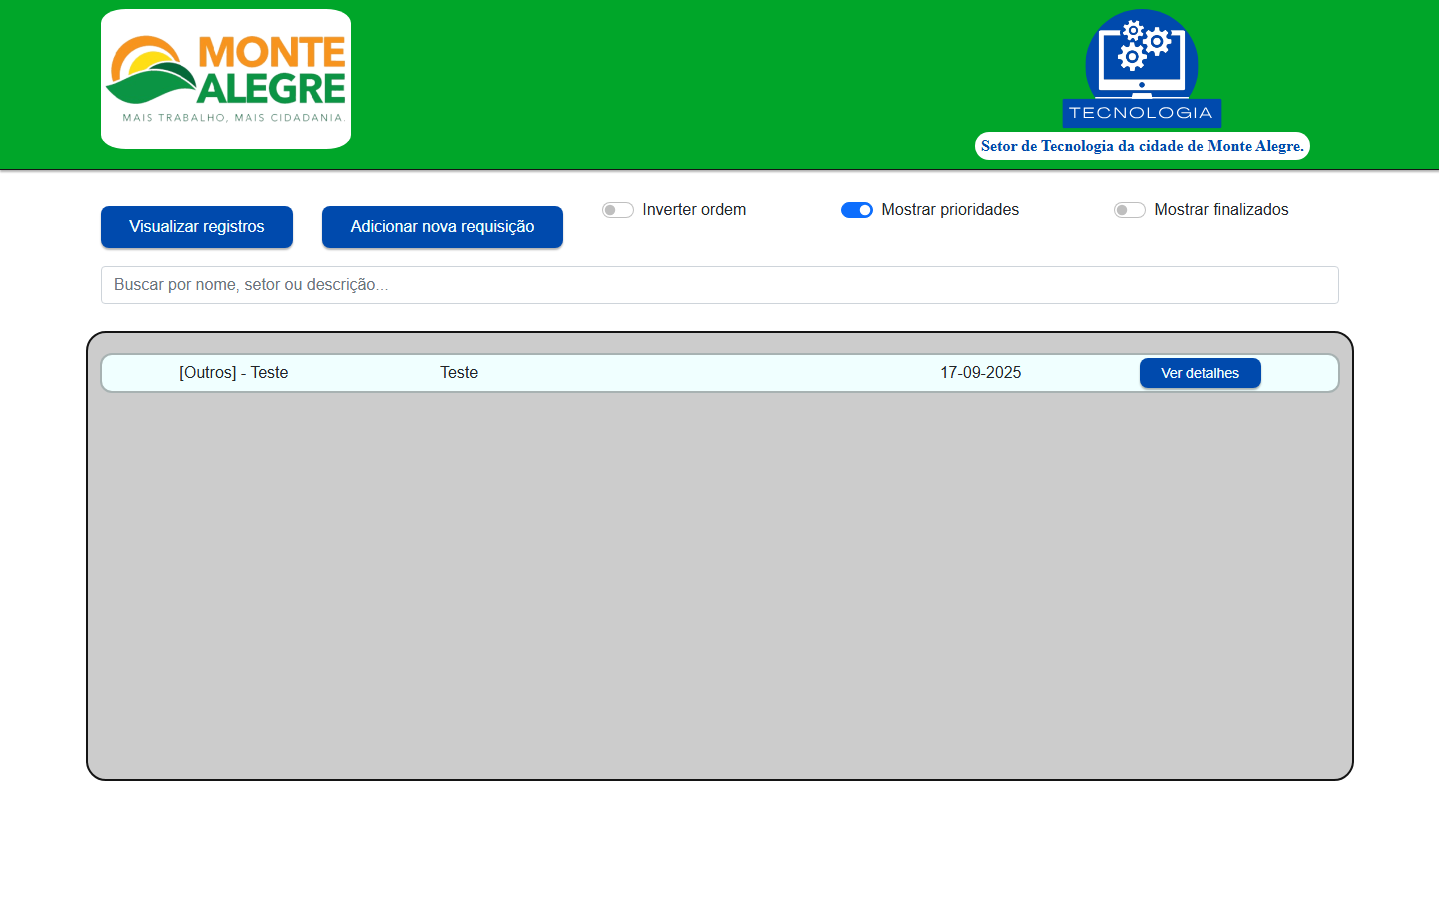 MONTE
ALEGRE
MAIS TRABALHO, MAIS CIDADANIA.
TECNOLOGIA
Setor de Tecnologia da cidade de Monte Alegre.
Visualizar registros
Adicionar nova requisição
Inverter ordem
Mostrar prioridades
Mostrar finalizados
Buscar por nome, setor ou descrição...
[Outros] - Teste Teste 17-09-2025 Ver detalhes